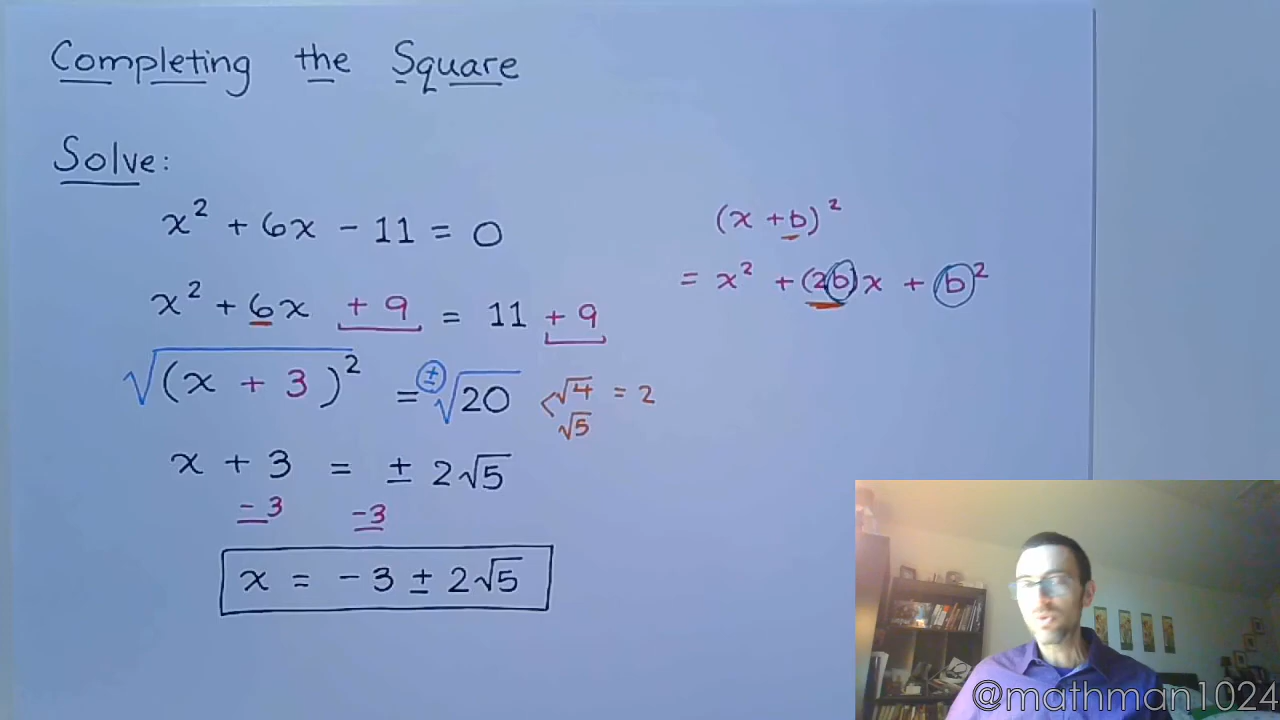 Completing the Square
Solve:
x² + 6x - 11 = 0
x² + 6x + 9 = 11 + 9
√(x + 3)² = ±√20 < √4 = 2
√5
x + 3 = ± 2√5
-3 -3
x = -3 ± 2√5
(x + b)²
= x² + (2b)x + b²
@mathman1024